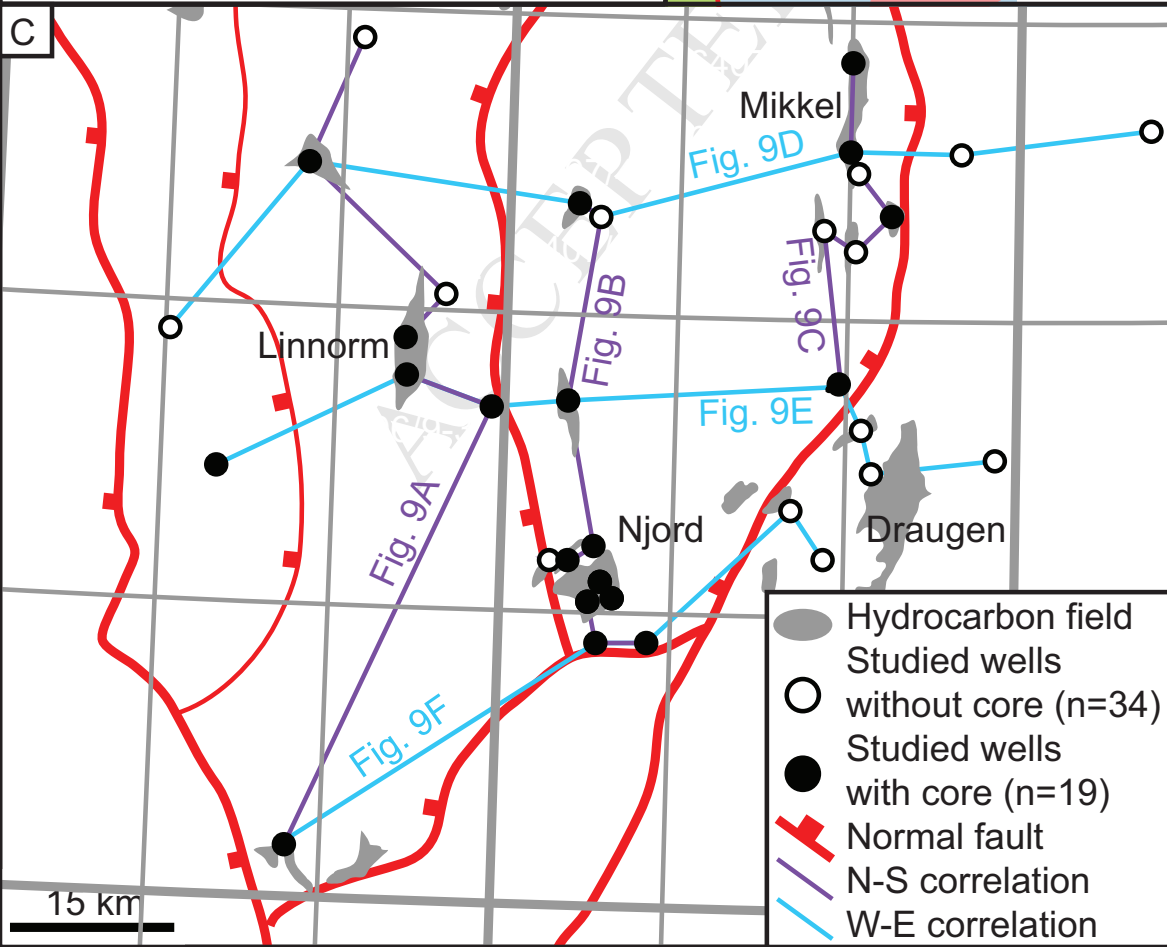 C
ACCEPTE
Mikkel
Fig. 9D
Fig. 9B
Fig. 9C
Linnorm
Fig. 9E
Fig. 9A
Njord
Draugen
Fig. 9F
15 km
Hydrocarbon field
Studied wells
without core (n=34)
Studied wells
with core (n=19)
Normal fault
N-S correlation
W-E correlation